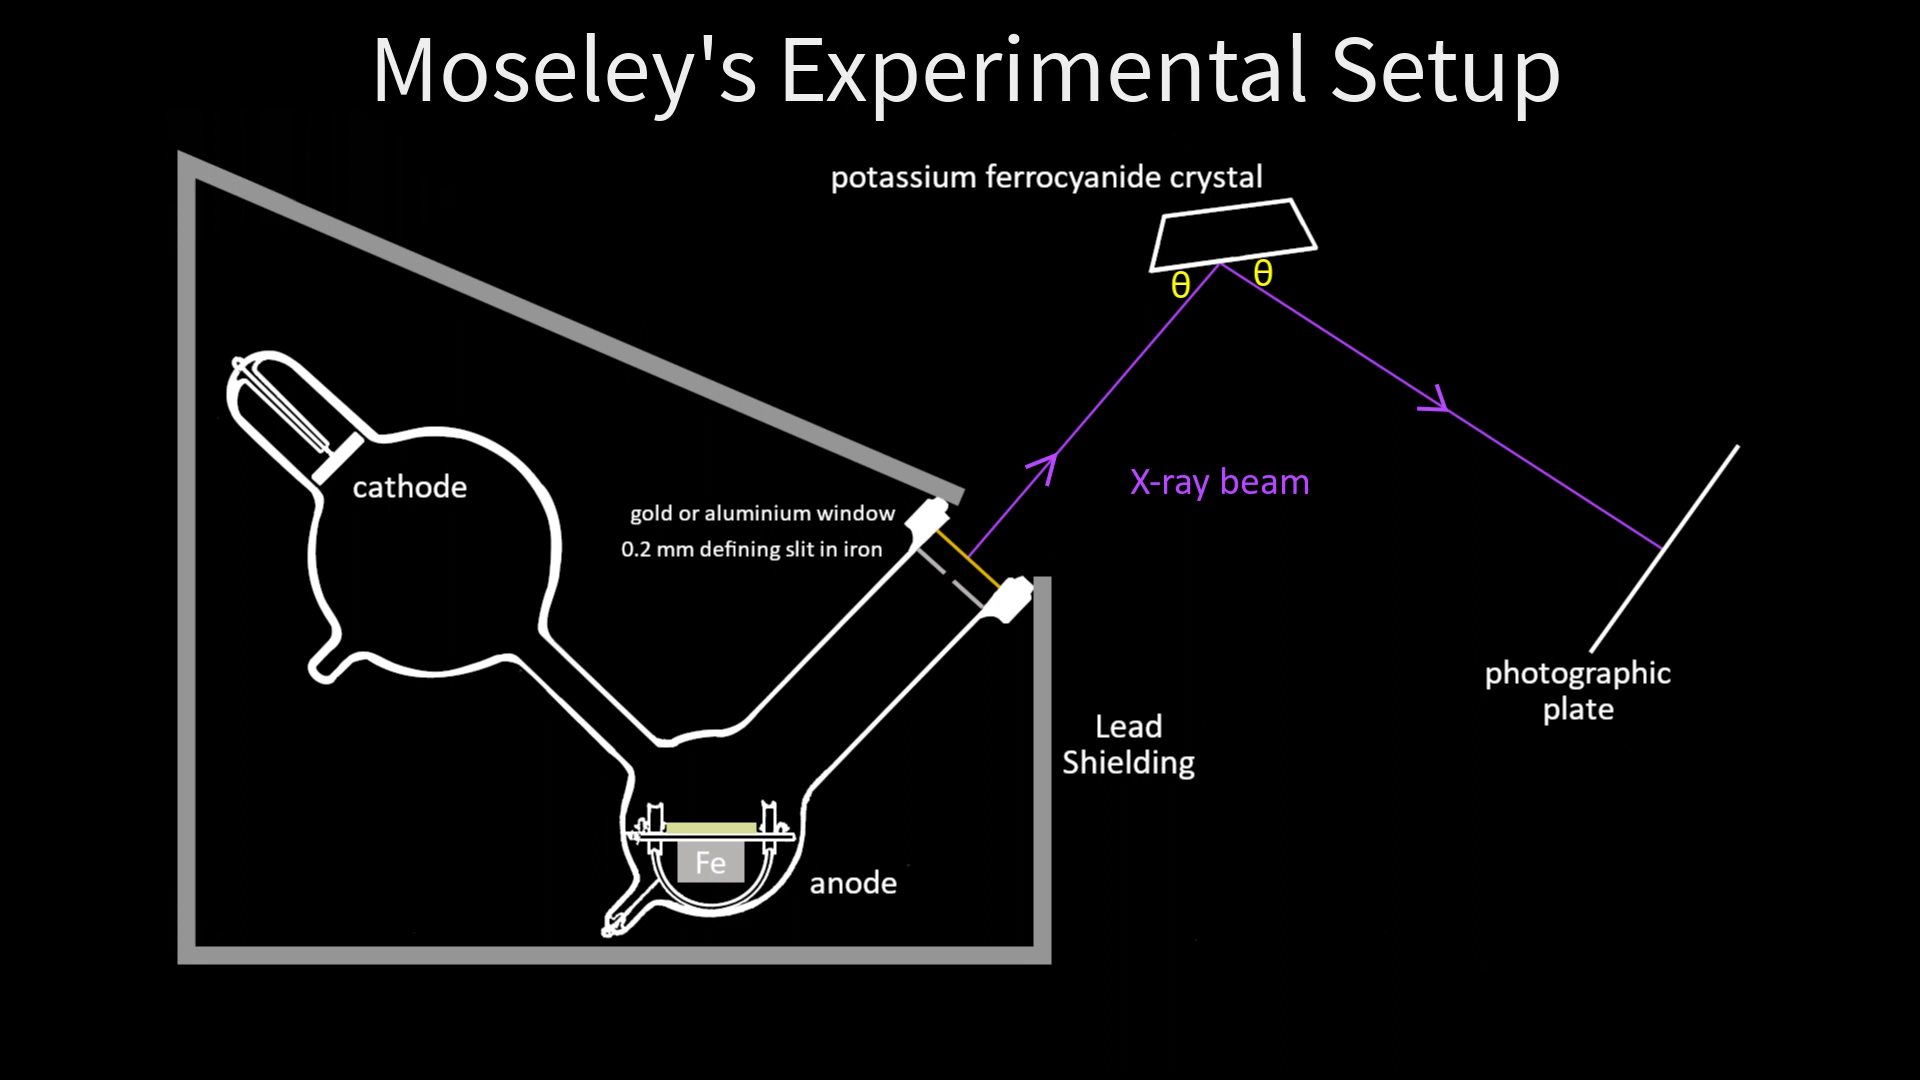 Moseley's Experimental Setup
potassium ferrocyanide crystal
θ
θ
cathode
X-ray beam
gold or aluminium window
0.2 mm defining slit in iron
photographic
plate
Lead
Shielding
Fe
anode